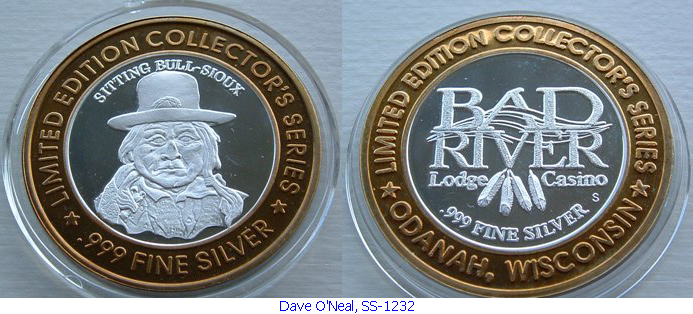 LIMITED EDITION COLLECTOR'S SERIES
SITTING BULL-SIOUX
.999 FINE SILVER
LIMITED EDITION COLLECTOR'S SERIES
BAD
RIVER
Lodge Casino
.999 FINE SILVER
S
ODANAH, WISCONSIN
Dave O'Neal, SS-1232